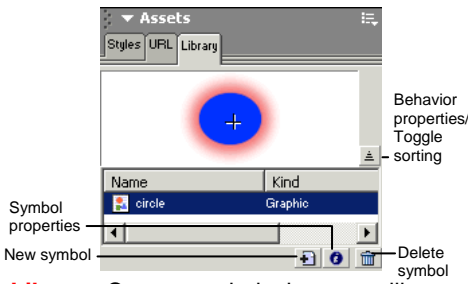 Assets
Styles URL Library
Behavior
properties/
Toggle
sorting
Name Kind
circle Graphic
Symbol
properties
New symbol
Delete
symbol